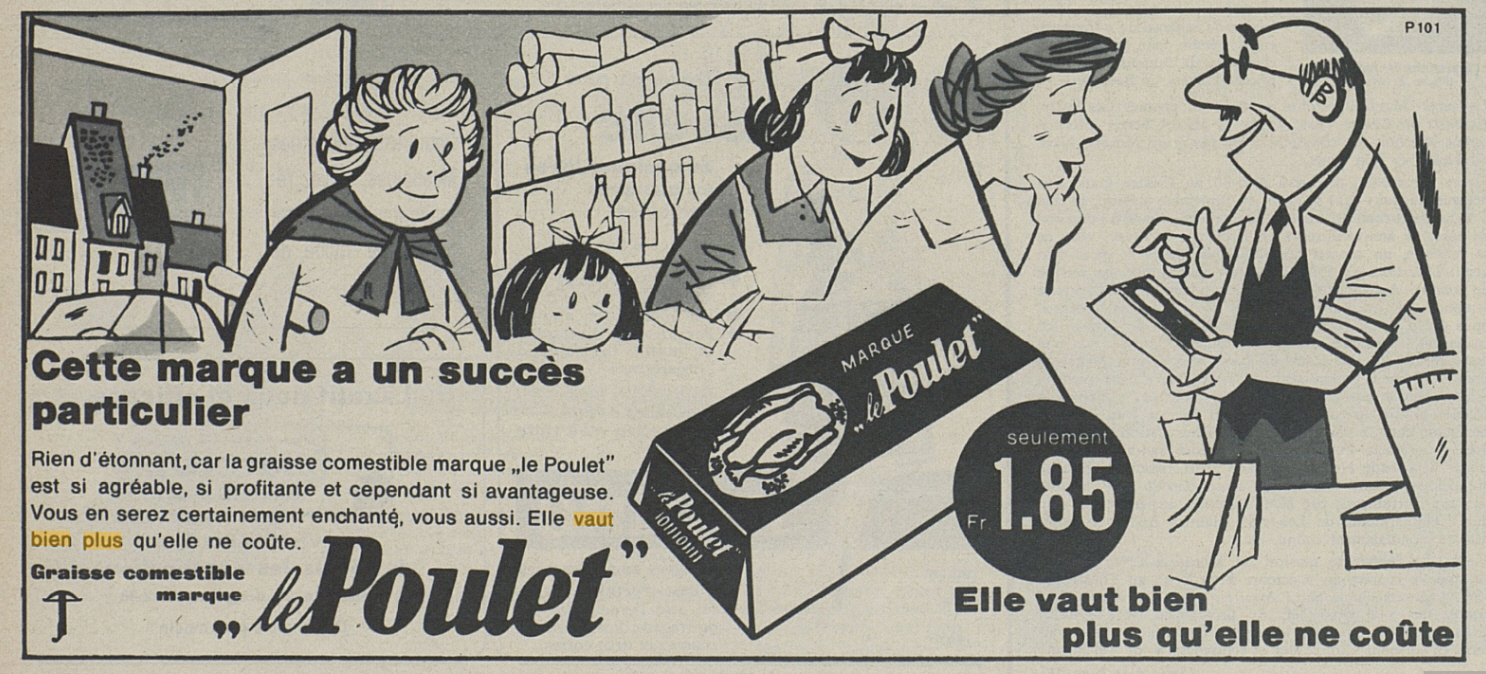 P101
Cette marque a un succès
particulier
Rien d'étonnant, car la graisse comestible marque „le Poulet”
est si agréable, si profitante et cependant si avantageuse.
Vous en serez certainement enchanté, vous aussi. Elle vaut
bien plus qu'elle ne coûte.
Graisse comestible
marque
„le Poulet”
MARQUE
„le Poulet”
„le Poulet”
seulement
Fr. 1.85
Elle vaut bien
plus qu'elle ne coûte